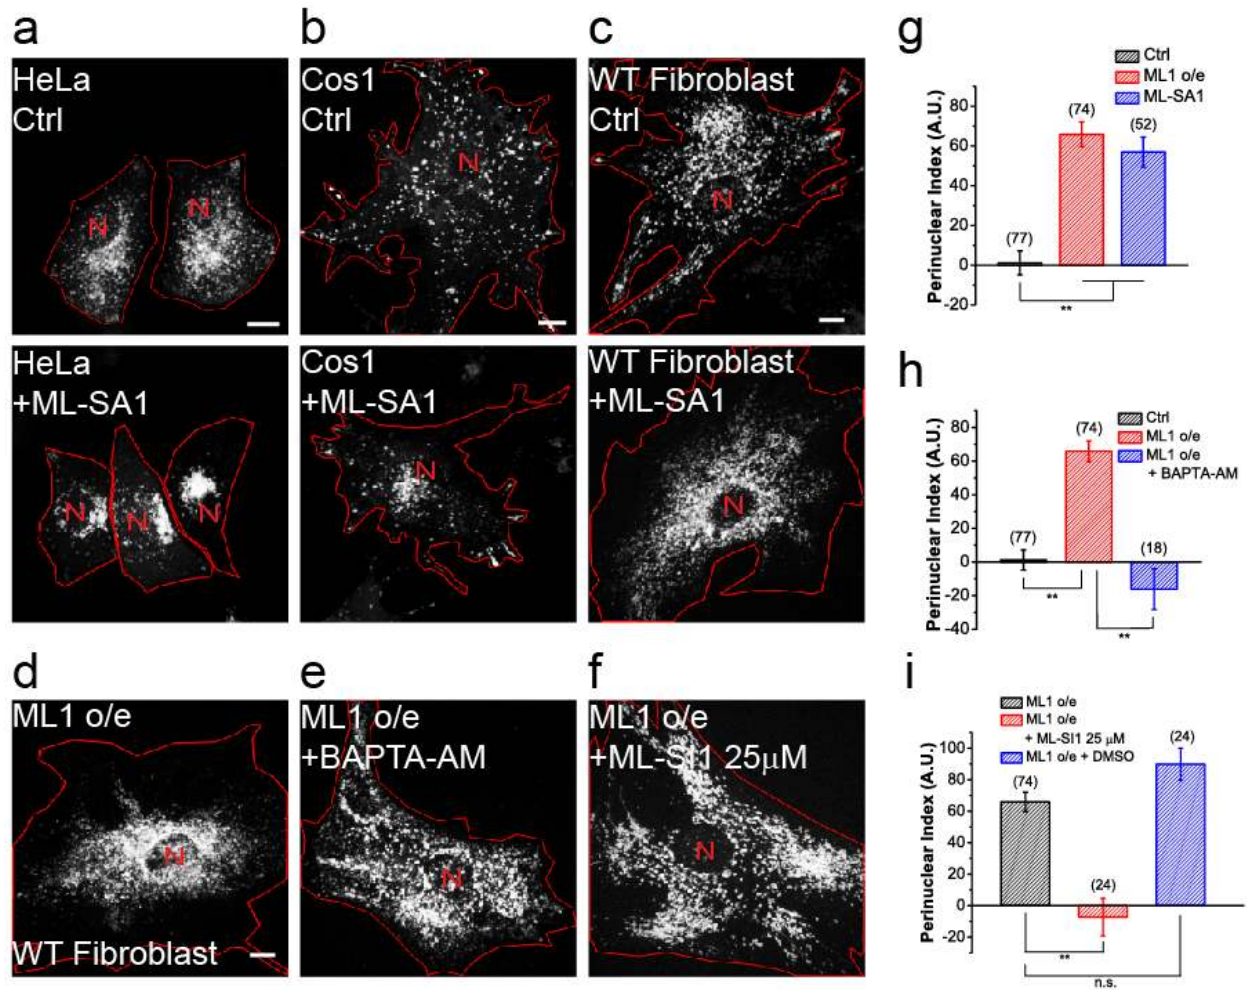 a
HeLa
Ctrl
N
N
b
Cos1
Ctrl
N
c
WT Fibroblast
Ctrl
N
HeLa
+ML-SA1
N
N
N
Cos1
+ML-SA1
N
WT Fibroblast
+ML-SA1
N
d
ML1 o/e
N
WT Fibroblast
e
ML1 o/e
+BAPTA-AM
N
f
ML1 o/e
+ML-SI1 25μM
N
g
Ctrl
ML1 o/e
ML-SA1
Perinuclear Index (A.U.)
80
60
40
20
0
-20
(77)
(74)
(52)
**
h
Ctrl
ML1 o/e
ML1 o/e
+ BAPTA-AM
Perinuclear Index (A.U.)
80
60
40
20
0
-20
-40
(77)
(74)
(18)
**
**
i
ML1 o/e
ML1 o/e
+ ML-SI1 25 μM
ML1 o/e + DMSO
Perinuclear Index (A.U.)
100
80
60
40
20
0
-20
(74)
(24)
(24)
**
n.s.